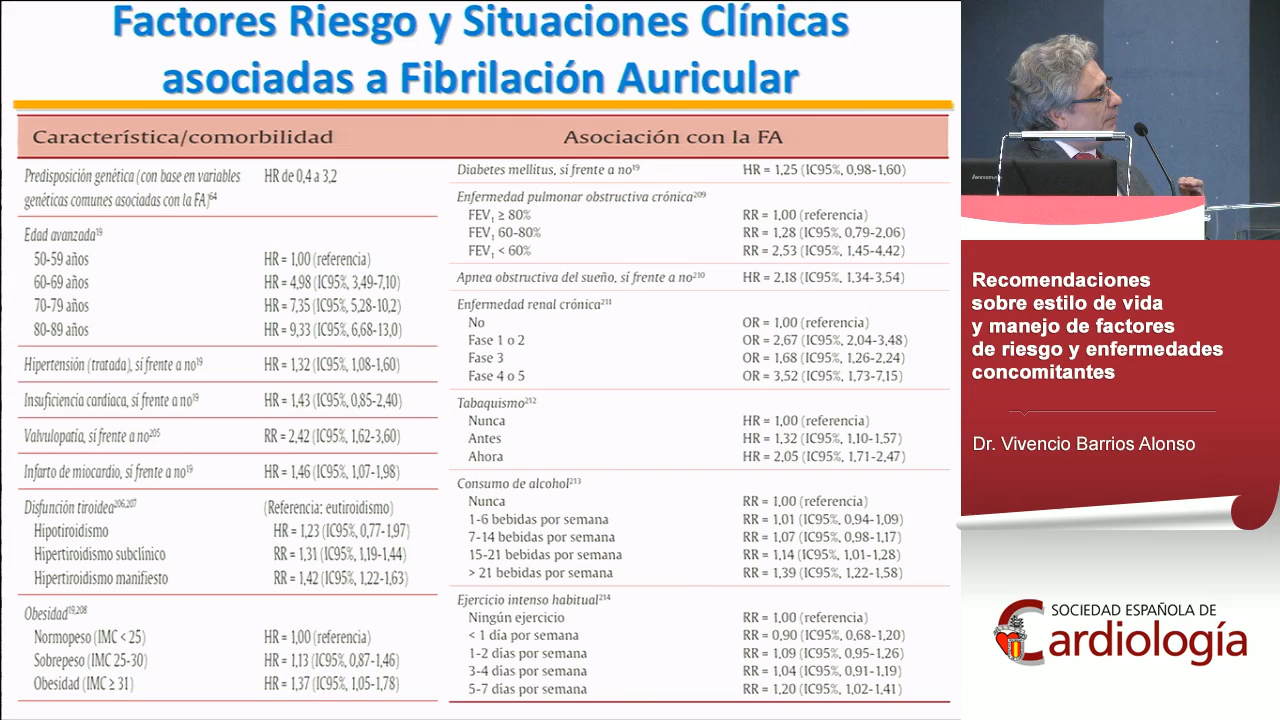 Factores Riesgo y Situaciones Clínicas
asociadas a Fibrilación Auricular
Característica/comorbilidad Asociación con la FA
Predisposición genética (con base en variables HR de 0,4 a 3,2
genéticas comunes asociadas con la FA)64
Edad avanzada19
50-59 años HR = 1,00 (referencia)
60-69 años HR = 4,98 (IC95%, 3,49-7,10)
70-79 años HR = 7,35 (IC95%, 5,28-10,2)
80-89 años HR = 9,33 (IC95%, 6,68-13,0)
Hipertensión (tratada), sí frente a no19 HR = 1,32 (IC95%, 1,08-1,60)
Insuficiencia cardiaca, sí frente a no19 HR = 1,43 (IC95%, 0,85-2,40)
Valvulopatía, sí frente a no205 RR = 2,42 (IC95%, 1,62-3,60)
Infarto de miocardio, sí frente a no19 HR = 1,46 (IC95%, 1,07-1,98)
Disfunción tiroidea206,207 (Referencia: eutiroidismo)
Hipotiroidismo HR = 1,23 (IC95%, 0,77-1,97)
Hipertiroidismo subclínico RR = 1,31 (IC95%, 1,19-1,44)
Hipertiroidismo manifiesto RR = 1,42 (IC95%, 1,22-1,63)
Obesidad19,208
Normopeso (IMC < 25) HR = 1,00 (referencia)
Sobrepeso (IMC 25-30) HR = 1,13 (IC95%, 0,87-1,46)
Obesidad (IMC ≥ 31) HR = 1,37 (IC95%, 1,05-1,78)
Diabetes mellitus, sí frente a no19 HR = 1,25 (IC95%, 0,98-1,60)
Enfermedad pulmonar obstructiva crónica209
FEV1 ≥ 80% RR = 1,00 (referencia)
FEV1 60-80% RR = 1,28 (IC95%, 0,79-2,06)
FEV1 < 60% RR = 2,53 (IC95%, 1,45-4,42)
Apnea obstructiva del sueño, sí frente a no210 HR = 2,18 (IC95%, 1,34-3,54)
Enfermedad renal crónica211
No OR = 1,00 (referencia)
Fase 1 o 2 OR = 2,67 (IC95%, 2,04-3,48)
Fase 3 OR = 1,68 (IC95%, 1,26-2,24)
Fase 4 o 5 OR = 3,52 (IC95%, 1,73-7,15)
Tabaquismo212
Nunca HR = 1,00 (referencia)
Antes HR = 1,32 (IC95%, 1,10-1,57)
Ahora HR = 2,05 (IC95%, 1,71-2,47)
Consumo de alcohol213
Nunca RR = 1,00 (referencia)
1-6 bebidas por semana RR = 1,01 (IC95%, 0,94-1,09)
7-14 bebidas por semana RR = 1,07 (IC95%, 0,98-1,17)
15-21 bebidas por semana RR = 1,14 (IC95%, 1,01-1,28)
> 21 bebidas por semana RR = 1,39 (IC95%, 1,22-1,58)
Ejercicio intenso habitual214
Ningún ejercicio RR = 1,00 (referencia)
< 1 día por semana RR = 0,90 (IC95%, 0,68-1,20)
1-2 días por semana RR = 1,09 (IC95%, 0,95-1,26)
3-4 días por semana RR = 1,04 (IC95%, 0,91-1,19)
5-7 días por semana RR = 1,20 (IC95%, 1,02-1,41)
lenovo
Recomendaciones
sobre estilo de vida
y manejo de factores
de riesgo y enfermedades
concomitantes
Dr. Vivencio Barrios Alonso
SOCIEDAD ESPAÑOLA DE
Cardiología